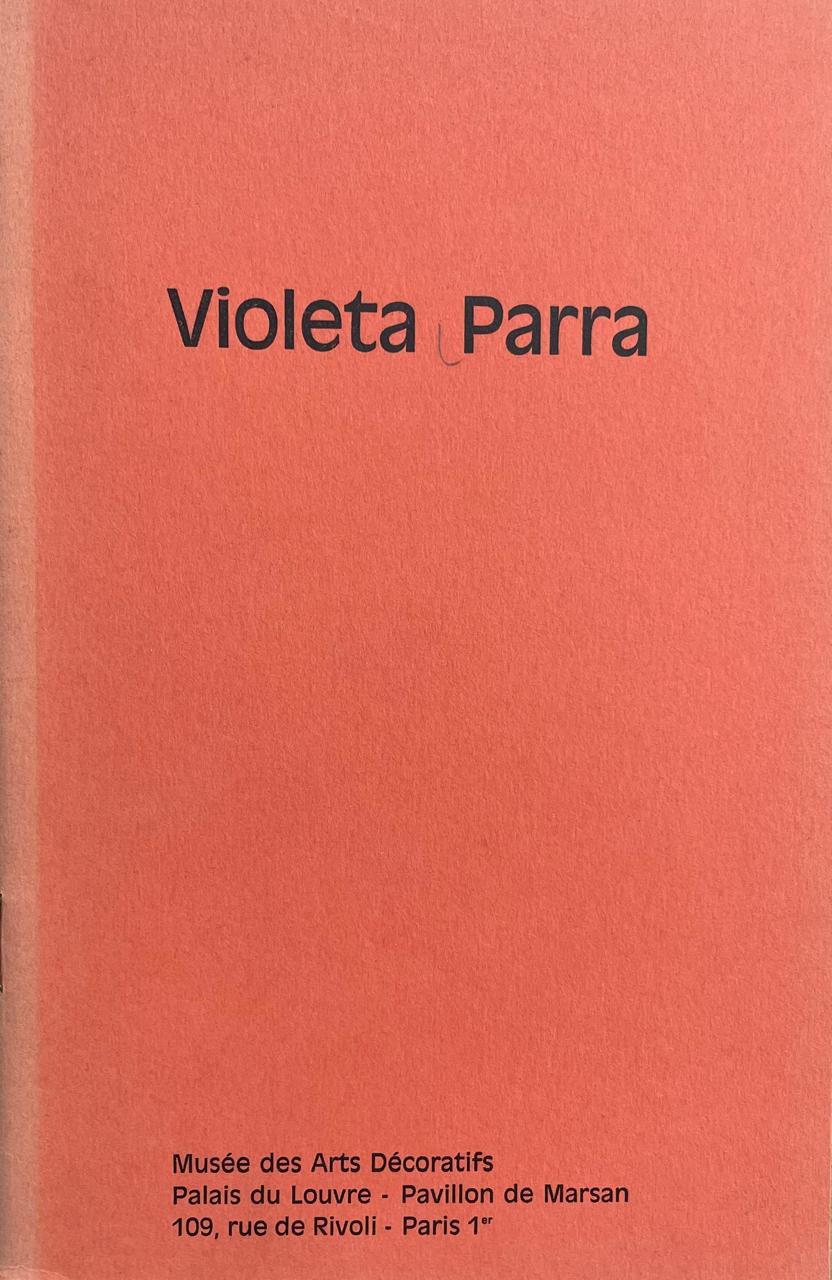 Violeta Parra
Musée des Arts Décoratifs
Palais du Louvre - Pavillon de Marsan
109, rue de Rivoli - Paris 1ᵉʳ